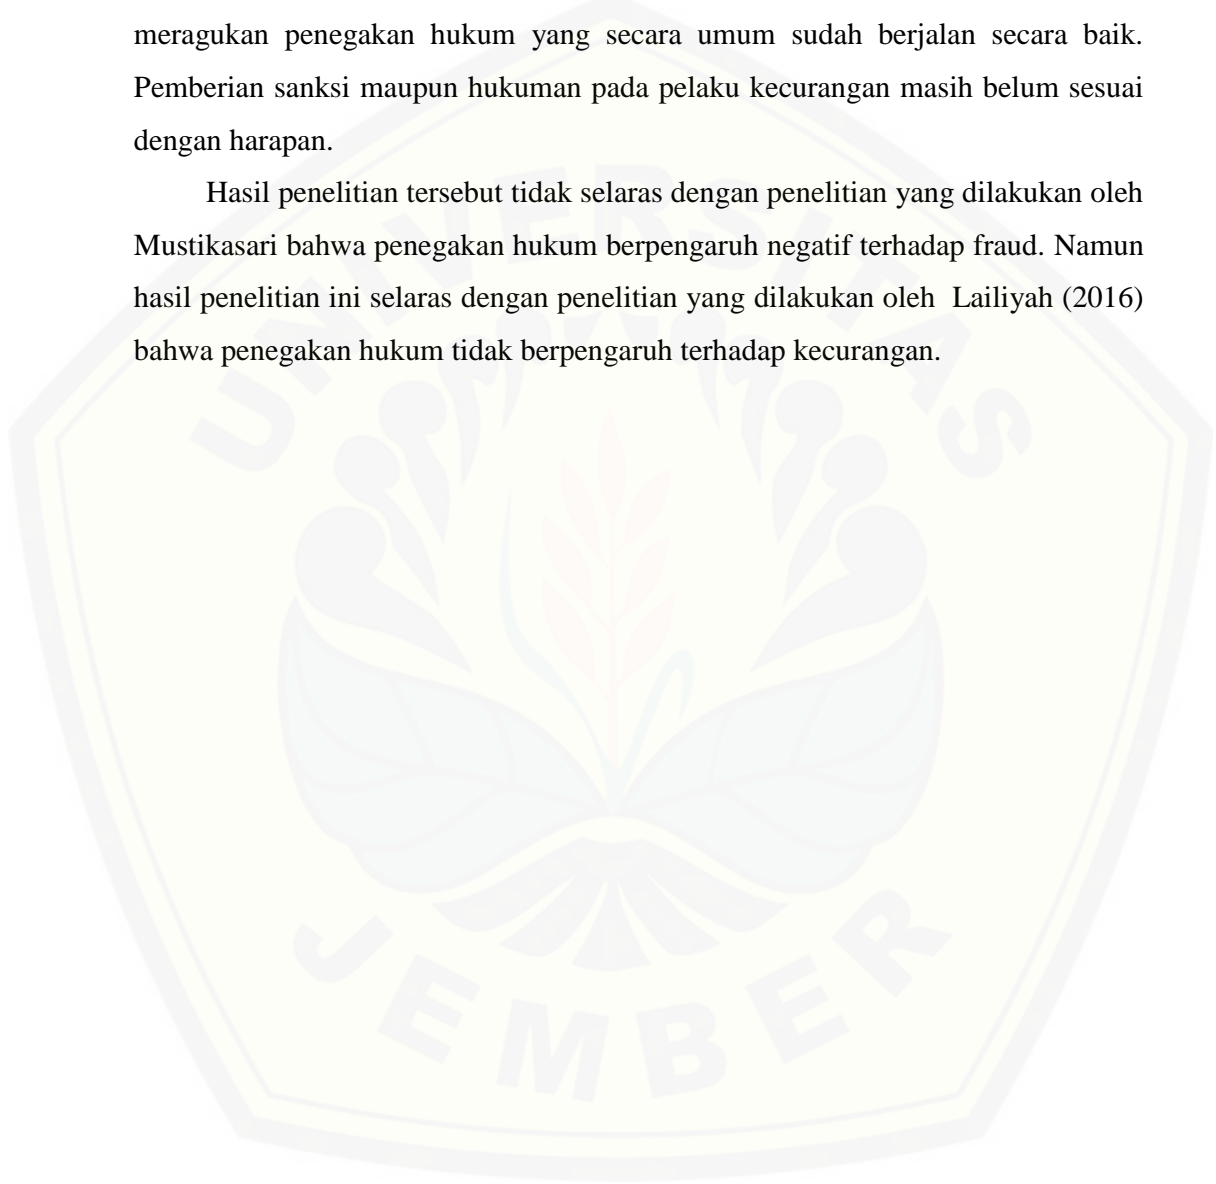 meragukan penegakan hukum yang secara umum sudah berjalan secara baik.
Pemberian sanksi maupun hukuman pada pelaku kecurangan masih belum sesuai
dengan harapan.
Hasil penelitian tersebut tidak selaras dengan penelitian yang dilakukan oleh
Mustikasari bahwa penegakan hukum berpengaruh negatif terhadap fraud. Namun
hasil penelitian ini selaras dengan penelitian yang dilakukan oleh Lailiyah (2016)
bahwa penegakan hukum tidak berpengaruh terhadap kecurangan.
UNIVERSITAS
JEMBER